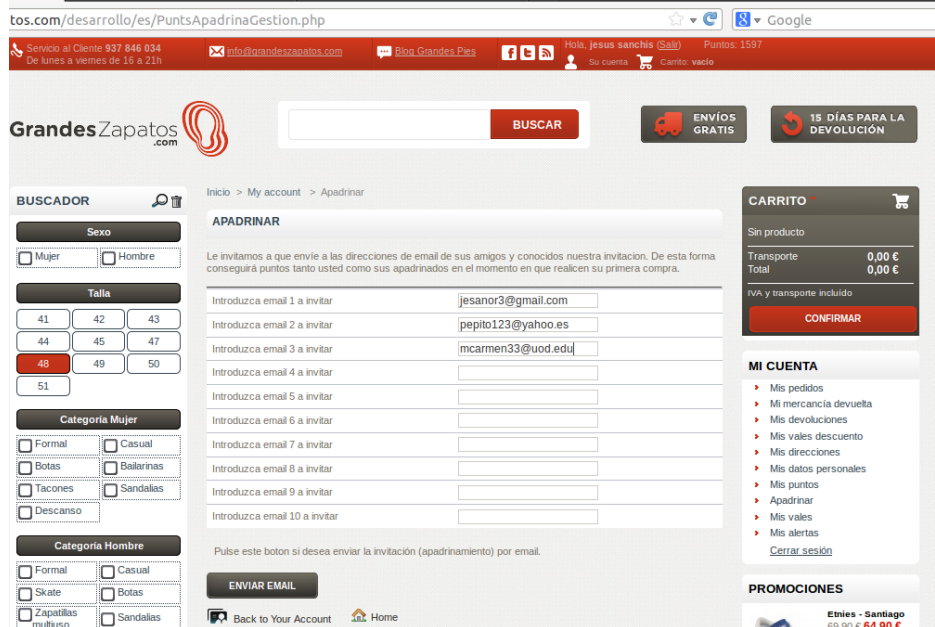 tos.com/desarrollo/es/PuntsApadrinaGestion.php
Google
Servicio al Cliente 937 846 034
De lunes a viernes de 16 a 21h
info@grandeszapatos.com
Blog Grandes Pies
Hola, jesus sanchis (Salir)
Puntos: 1597
Su cuenta
Carrito: vacío
GrandesZapatos
.com
BUSCAR
ENVÍOS
GRATIS
15 DÍAS PARA LA
DEVOLUCIÓN
BUSCADOR
Sexo
Mujer
Hombre
Talla
41
42
43
44
45
47
48
49
50
51
Categoría Mujer
Formal
Casual
Botas
Bailarinas
Tacones
Sandalias
Descanso
Categoría Hombre
Formal
Casual
Skate
Botas
Zapatillas
multiuso
Sandalias
Inicio > My account > Apadrinar
APADRINAR
Le invitamos a que envíe a las direcciones de email de sus amigos y conocidos nuestra invitacion. De esta forma
conseguirá puntos tanto usted como sus apadrinados en el momento en que realicen su primera compra.
Introduzca email 1 a invitar
jesanor3@gmail.com
Introduzca email 2 a invitar
pepito123@yahoo.es
Introduzca email 3 a invitar
mcarmen33@uod.edu
Introduzca email 4 a invitar
Introduzca email 5 a invitar
Introduzca email 6 a invitar
Introduzca email 7 a invitar
Introduzca email 8 a invitar
Introduzca email 9 a invitar
Introduzca email 10 a invitar
Pulse este boton si desea enviar la invitación (apadrinamiento) por email.
ENVIAR EMAIL
Back to Your Account
Home
CARRITO *
Sin producto
Transporte 0,00 €
Total 0,00 €
IVA y transporte incluído
CONFIRMAR
MI CUENTA
Mis pedidos
Mi mercancía devuelta
Mis devoluciones
Mis vales descuento
Mis direcciones
Mis datos personales
Mis puntos
Apadrinar
Mis vales
Mis alertas
Cerrar sesión
PROMOCIONES
Etnies - Santiago
69,90 € 64,90 €